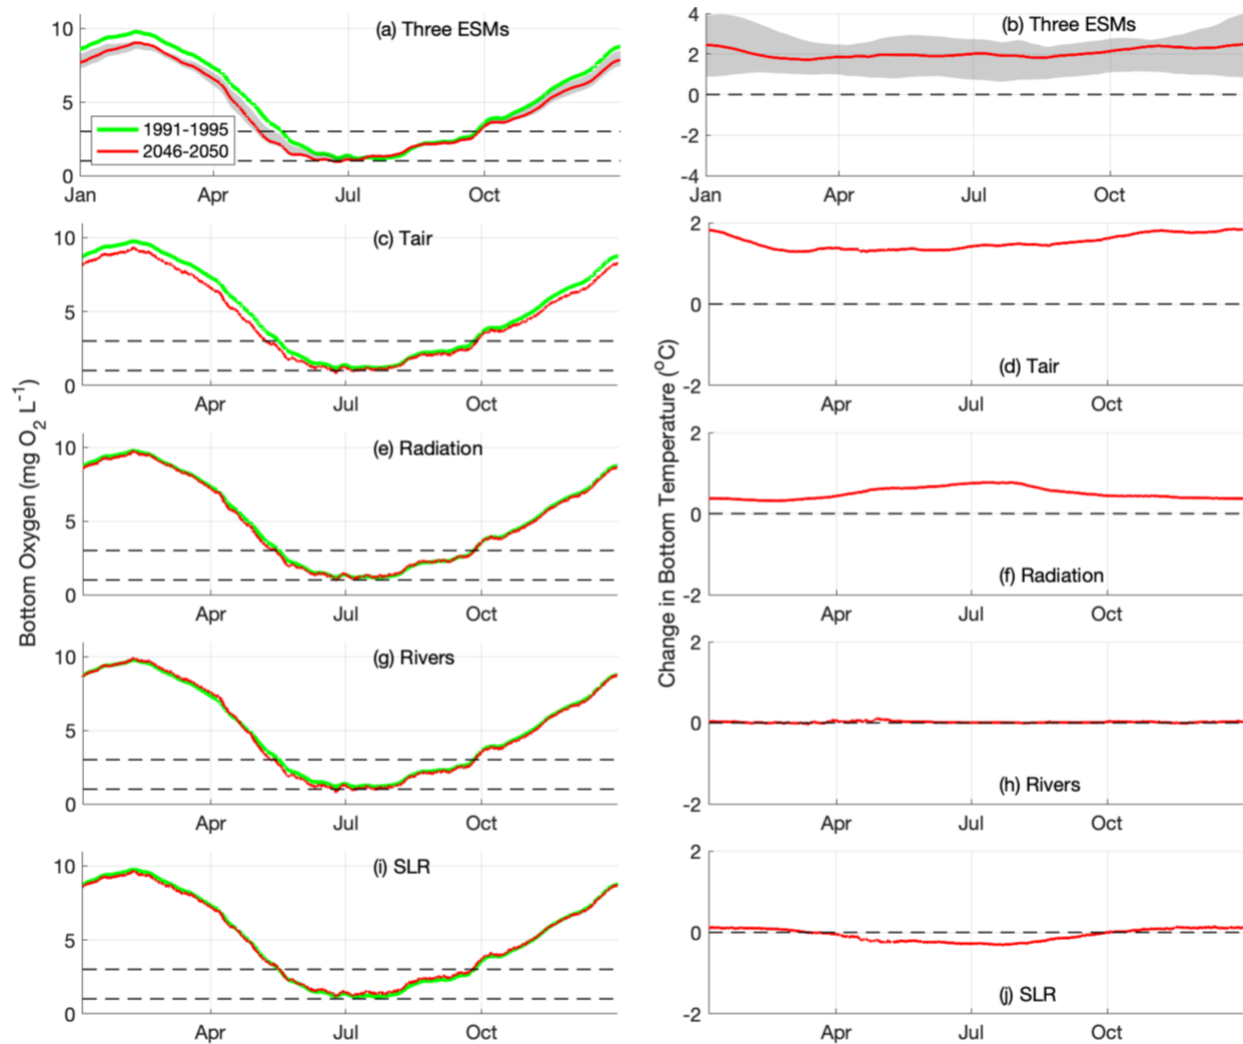 10
5
0
(a) Three ESMs
1991-1995
2046-2050
Jan
Apr
Jul
Oct
4
2
0
-2
-4
(b) Three ESMs
Jan
Apr
Jul
Oct
10
5
0
(c) Tair
Apr
Jul
Oct
2
0
-2
(d) Tair
Apr
Jul
Oct
Bottom Oxygen (mg O2 L-1)
Change in Bottom Temperature (oC)
10
5
0
(e) Radiation
Apr
Jul
Oct
2
0
-2
(f) Radiation
Apr
Jul
Oct
10
5
0
(g) Rivers
Apr
Jul
Oct
2
0
-2
(h) Rivers
Apr
Jul
Oct
10
5
0
(i) SLR
Apr
Jul
Oct
2
0
-2
(j) SLR
Apr
Jul
Oct